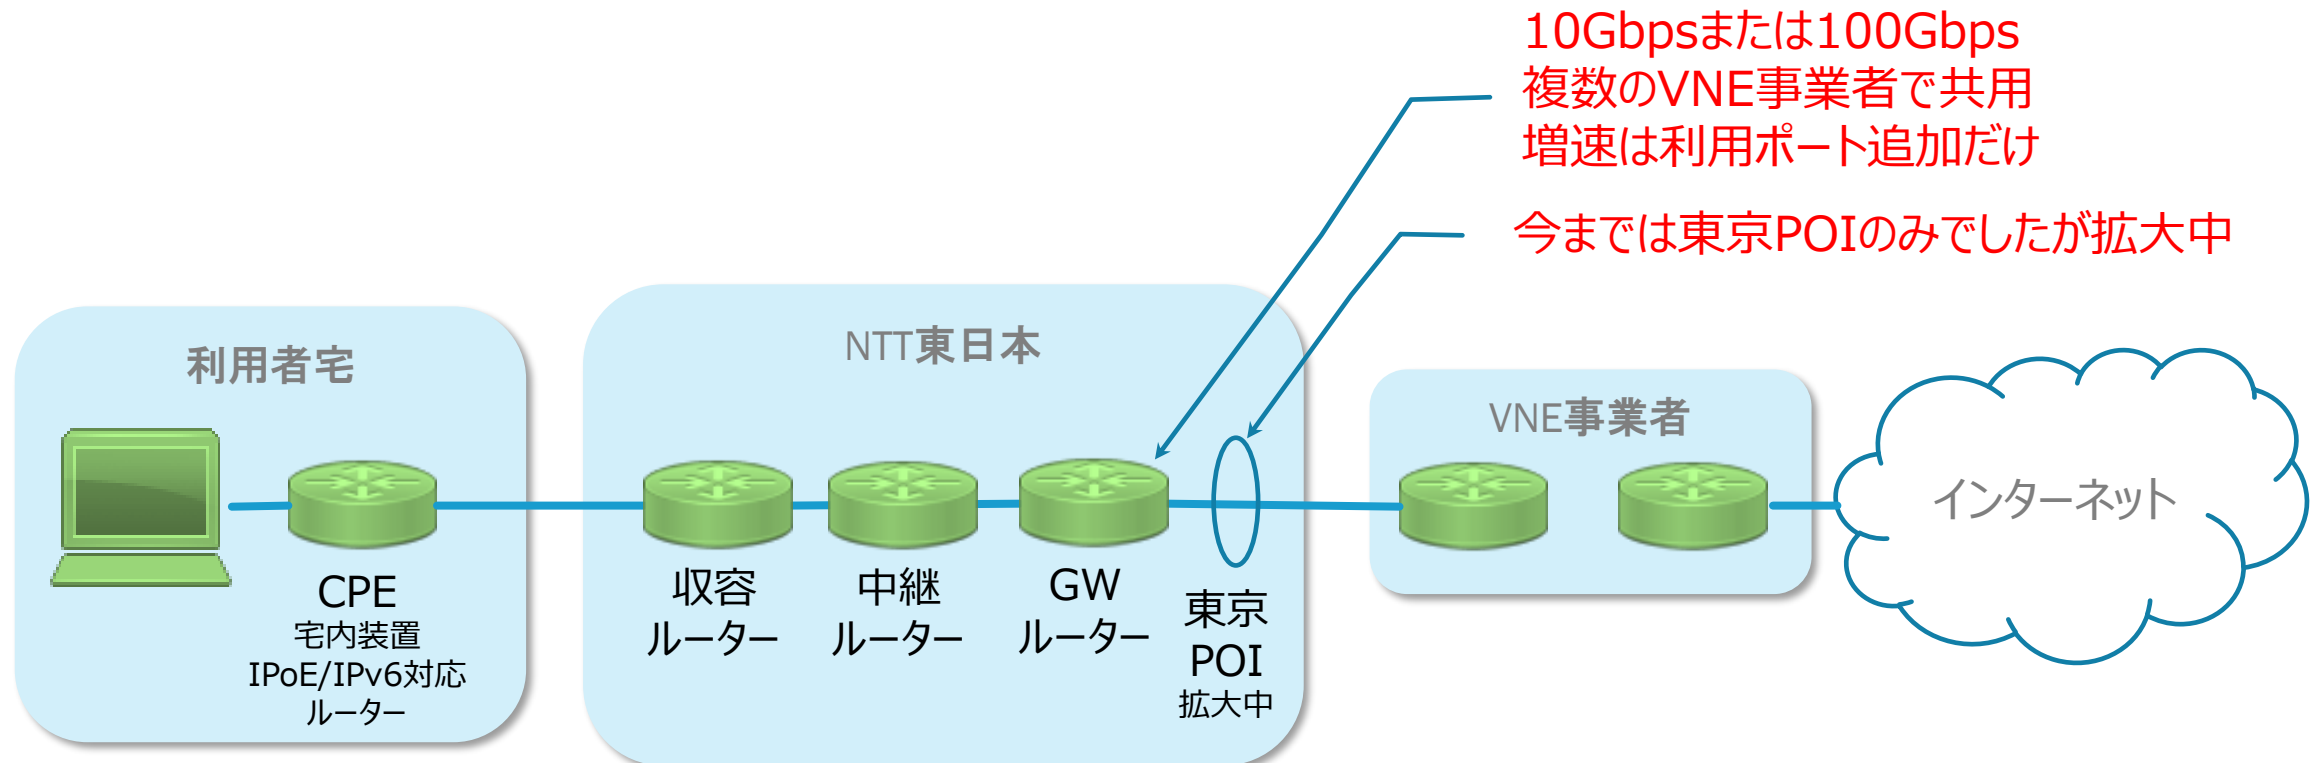 10Gbpsまたは100Gbps
複数のVNE事業者で共用
増速は利用ポート追加だけ
今までは東京POIのみでしたが拡大中
利用者宅
NTT東日本
VNE事業者
インターネット
CPE
宅内装置
IPoE/IPv6対応
ルーター
収容
ルーター
中継
ルーター
GW
ルーター
東京
POI
拡大中